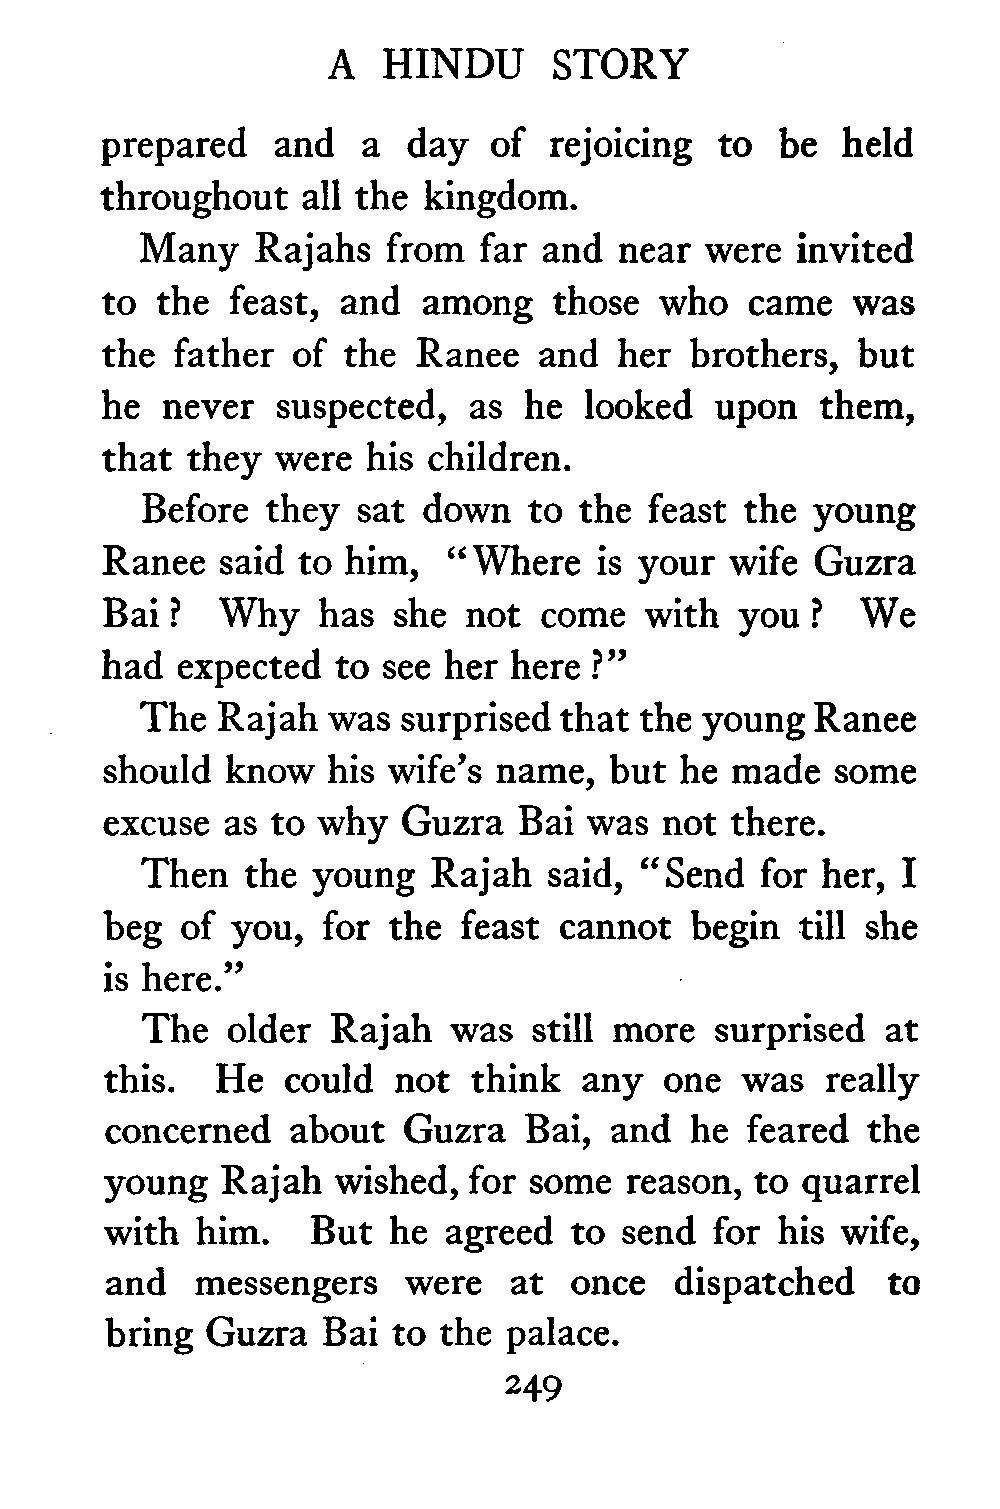 A HINDU STORY
prepared and a day of rejoicing to be held
throughout all the kingdom.
Many Rajahs from far and near were invited
to the feast, and among those who came was
the father of the Ranee and her brothers, but
he never suspected, as he looked upon them,
that they were his children.
Before they sat down to the feast the young
Ranee said to him, “Where is your wife Guzra
Bai ? Why has she not come with you ? We
had expected to see her here ?”
The Rajah was surprised that the young Ranee
should know his wife’s name, but he made some
excuse as to why Guzra Bai was not there.
Then the young Rajah said, “Send for her, I
beg of you, for the feast cannot begin till she
is here.”
The older Rajah was still more surprised at
this. He could not think any one was really
concerned about Guzra Bai, and he feared the
young Rajah wished, for some reason, to quarrel
with him. But he agreed to send for his wife,
and messengers were at once dispatched to
bring Guzra Bai to the palace.
249